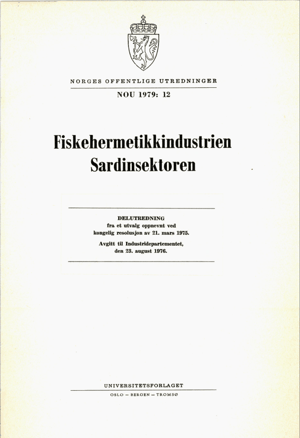 NORGES OFFENTLIGE UTREDNINGER
NOU 1979: 12
Fiskehermetikkindustrien
Sardinsektoren
DELUTREDNING
fra et utvalg oppnevnt ved
kongelig resolusjon av 21. mars 1975.
Avgitt til Industridepartementet,
den 23. august 1976.
UNIVERSITETSFORLAGET
OSLO – BERGEN – TROMSØ